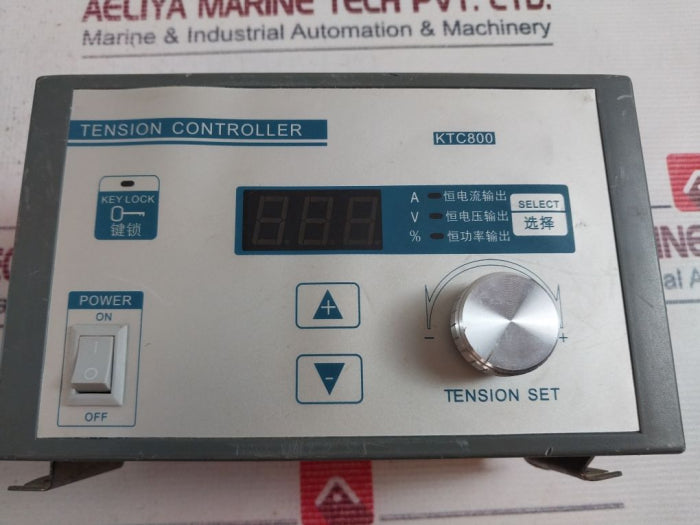 AELIYA MARINE TECH PVT. LTD.
Marine & Industrial Automation & Machinery
TENSION CONTROLLER
KTC800
KEY LOCK
键锁
A 恒电流输出
V 恒电压输出
% 恒功率输出
SELECT
选择
POWER
ON
OFF
+
-
- +
TENSION SET